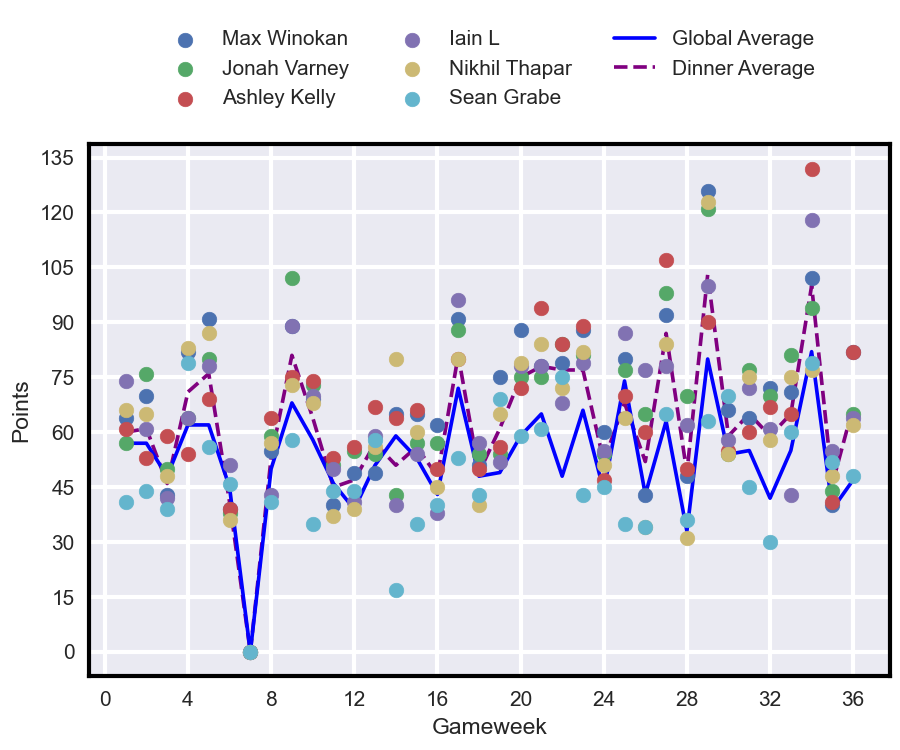 Max Winokan Iain L Global Average
Jonah Varney Nikhil Thapar Dinner Average
Ashley Kelly Sean Grabe
135
120
105
90
75
60
45
30
15
0
Points
0 4 8 12 16 20 24 28 32 36
Gameweek